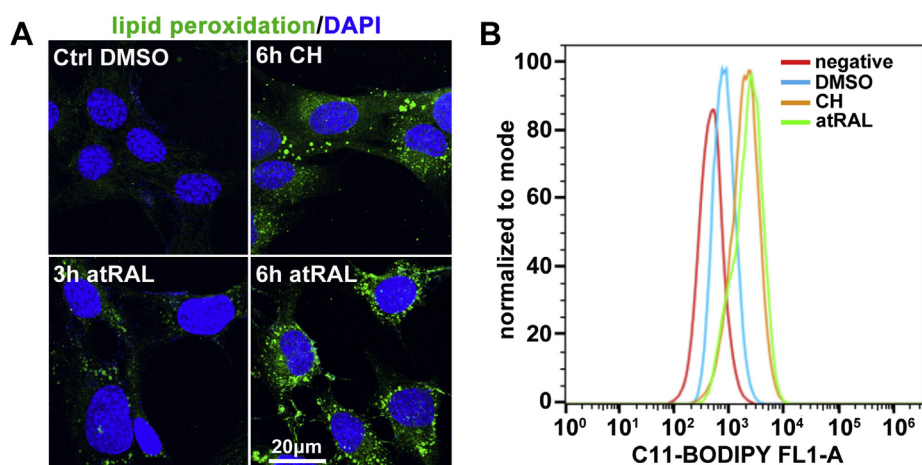 A
lipid peroxidation/DAPI
Ctrl DMSO
6h CH
3h atRAL
6h atRAL
20μm
B
negative
DMSO
CH
atRAL
normalized to mode
100
80
60
40
20
0
10⁰ 10¹ 10² 10³ 10⁴ 10⁵ 10⁶
C11-BODIPY FL1-A